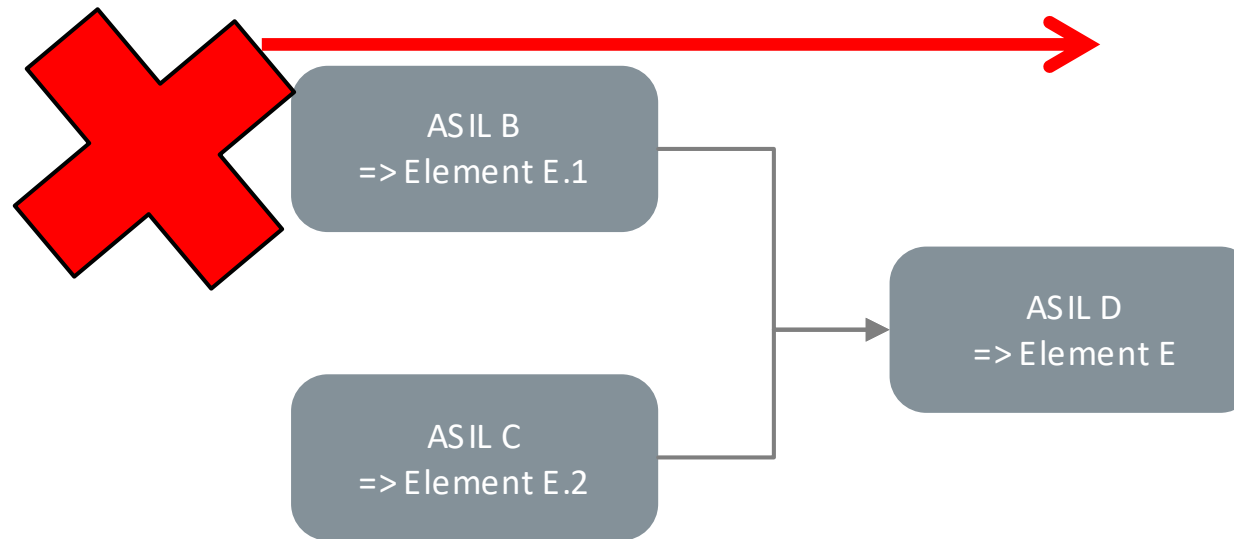 ASIL B
=> Element E.1
ASIL D
=> Element E
ASIL C
=> Element E.2